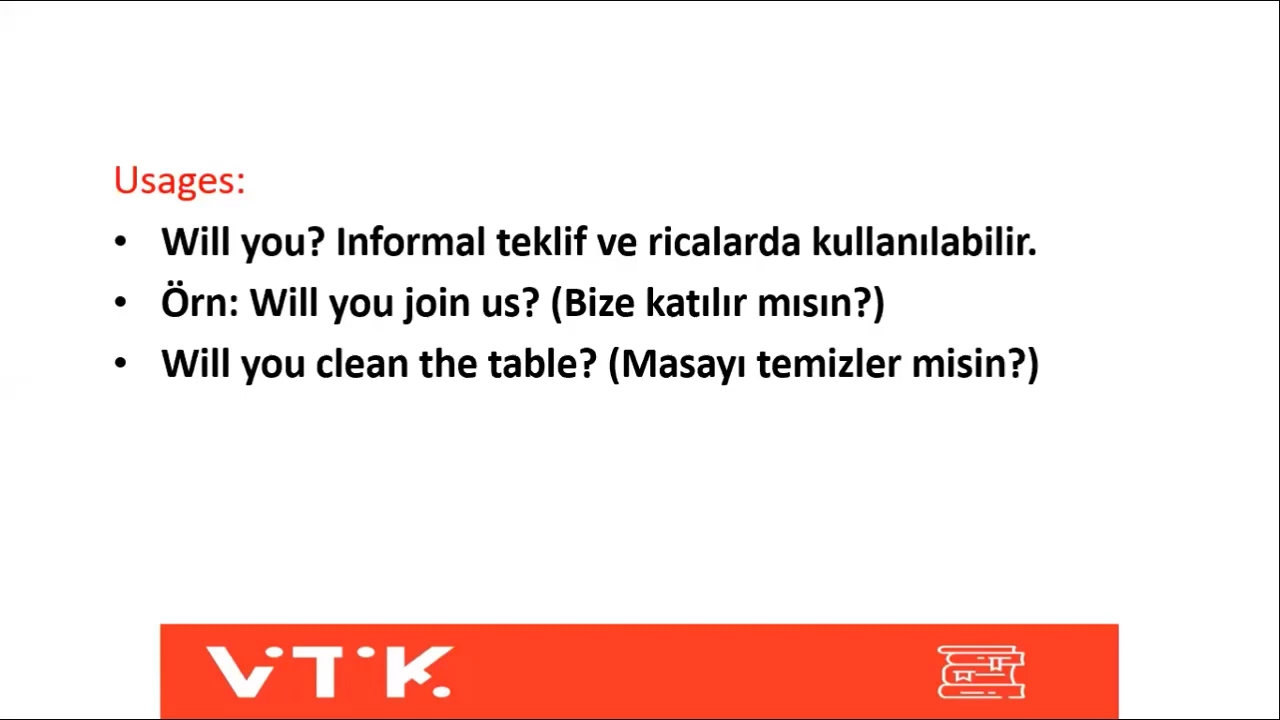 Usages:
• Will you? Informal teklif ve ricalarda kullanılabilir.
• Örn: Will you join us? (Bize katılır mısın?)
• Will you clean the table? (Masayı temizler misin?)
ViTiK.